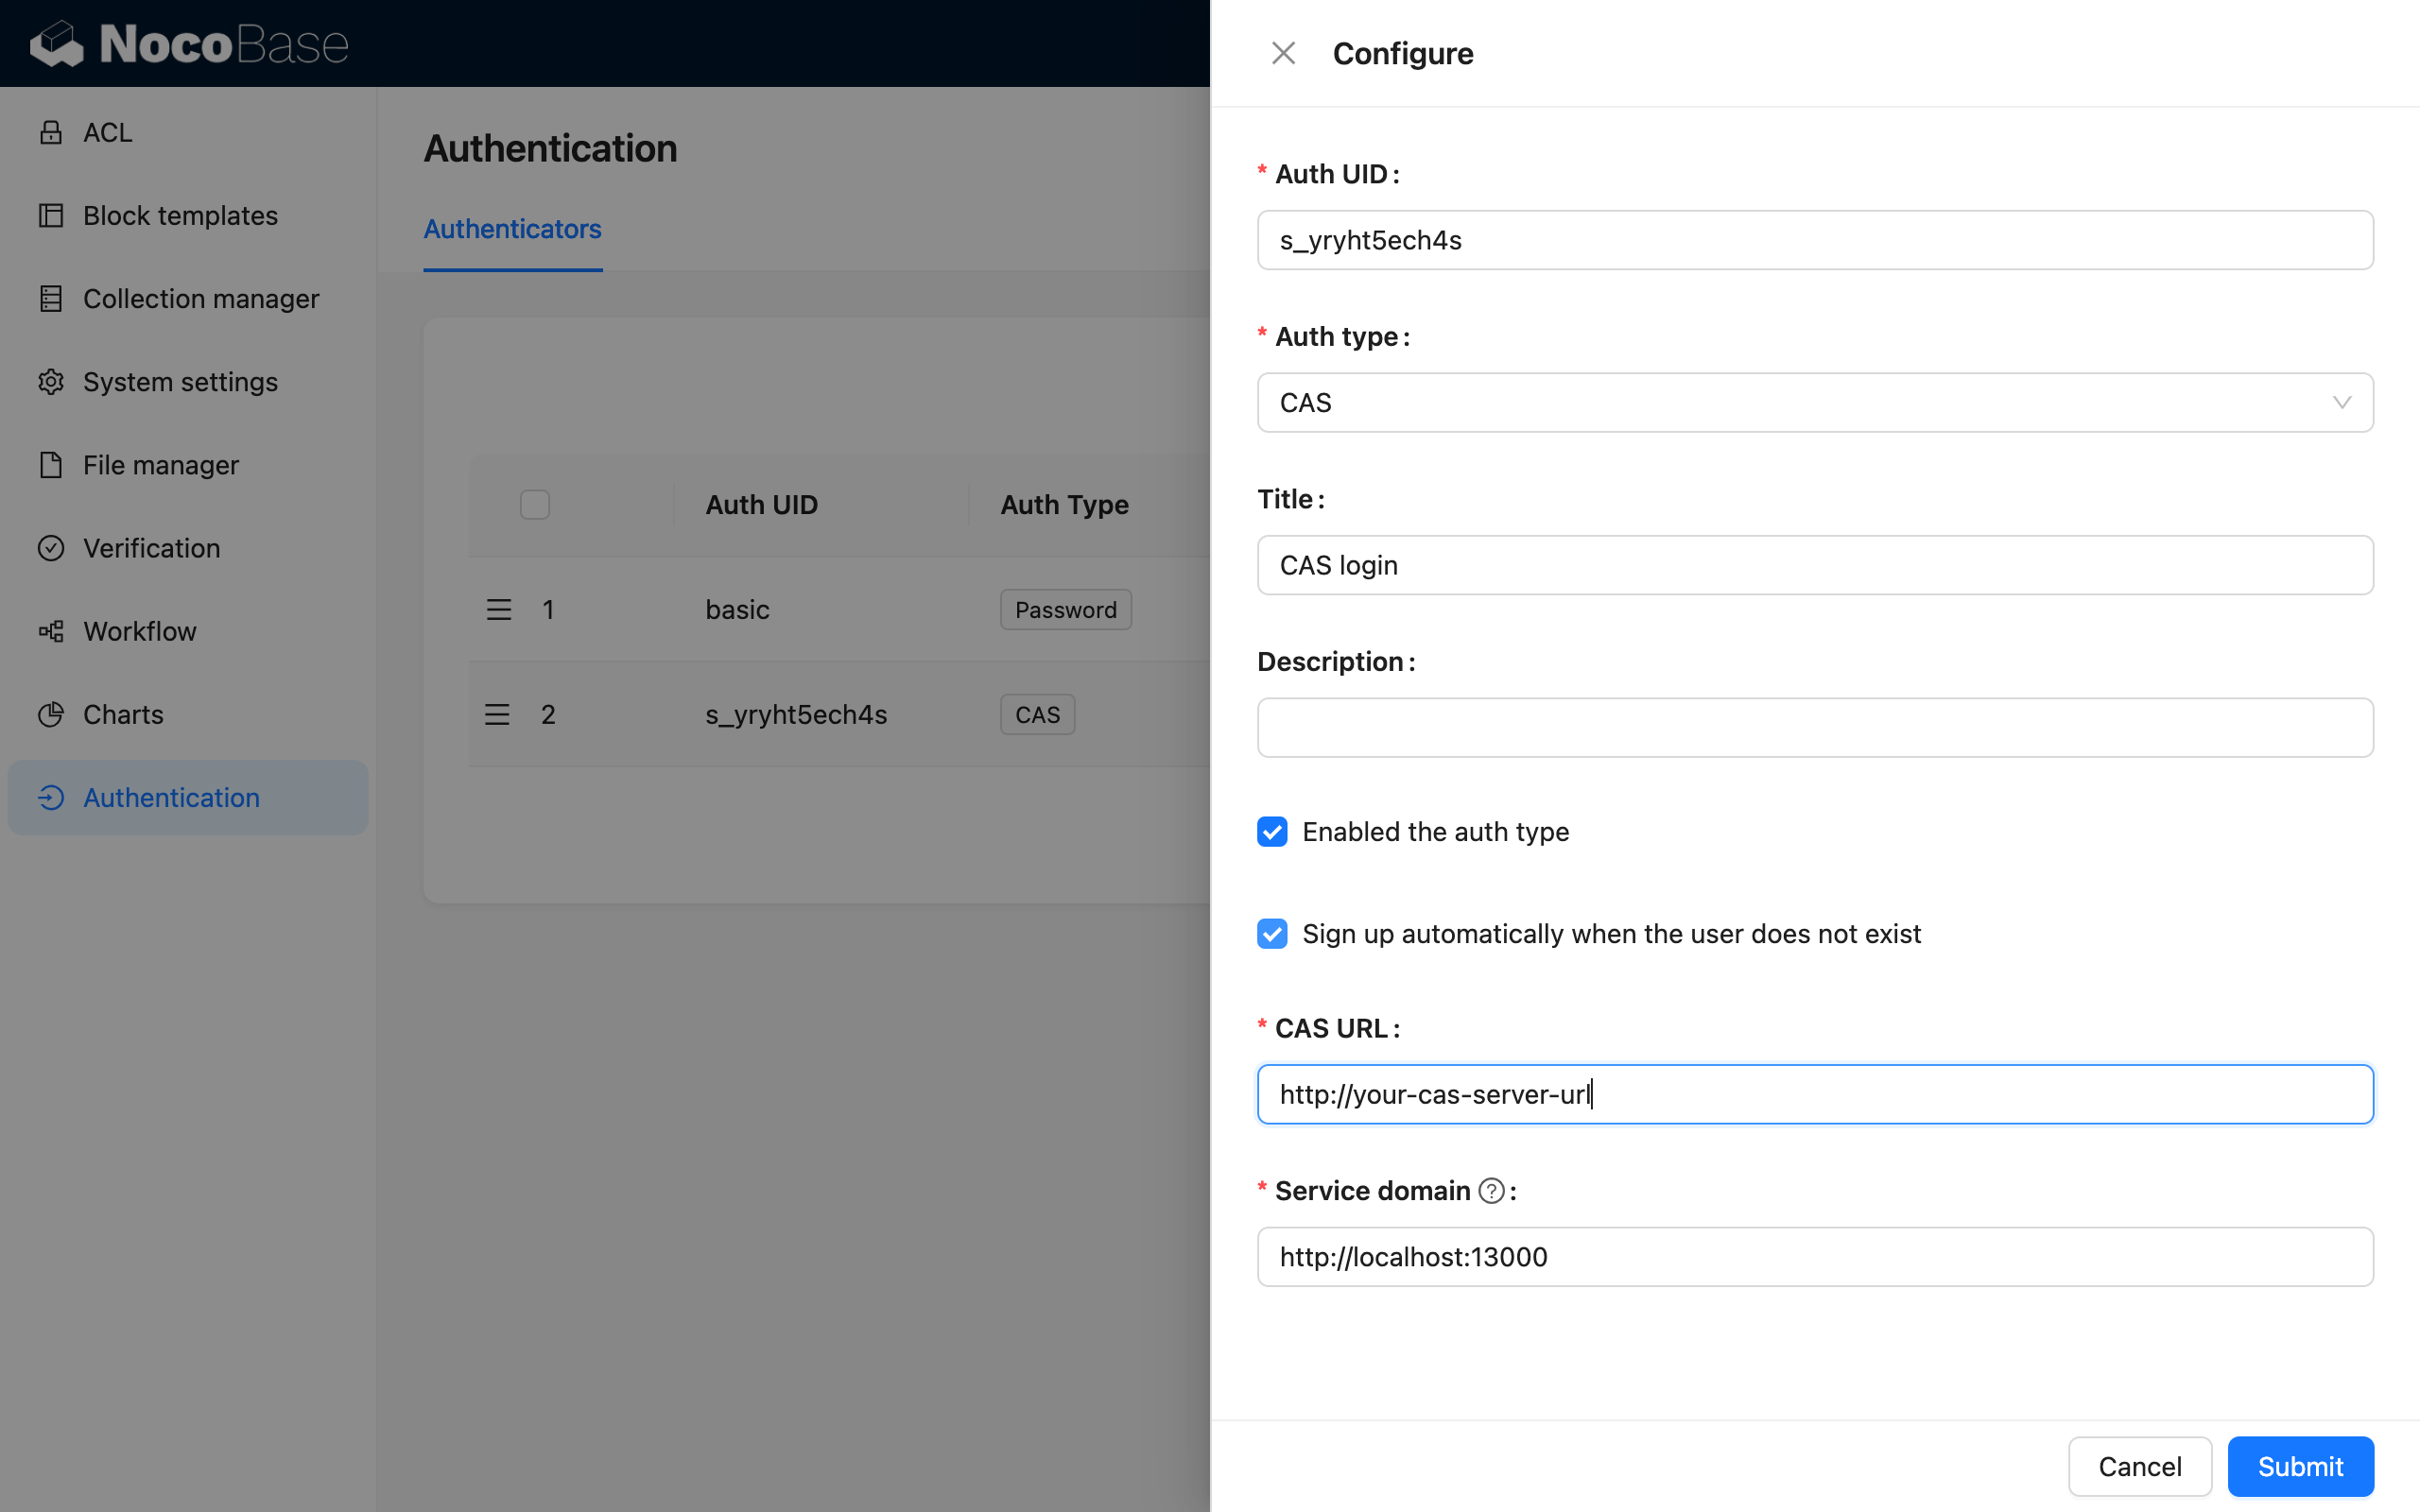 NocoBase
ACL
Block templates
Collection manager
System settings
File manager
Verification
Workflow
Charts
Authentication
Authentication
Authenticators
Auth UID Auth Type
1 basic Password
2 s_yryht5ech4s CAS
Configure
* Auth UID:
s_yryht5ech4s
* Auth type:
CAS
Title:
CAS login
Description:
Enabled the auth type
Sign up automatically when the user does not exist
* CAS URL:
http://your-cas-server-url
* Service domain ? :
http://localhost:13000
Cancel Submit